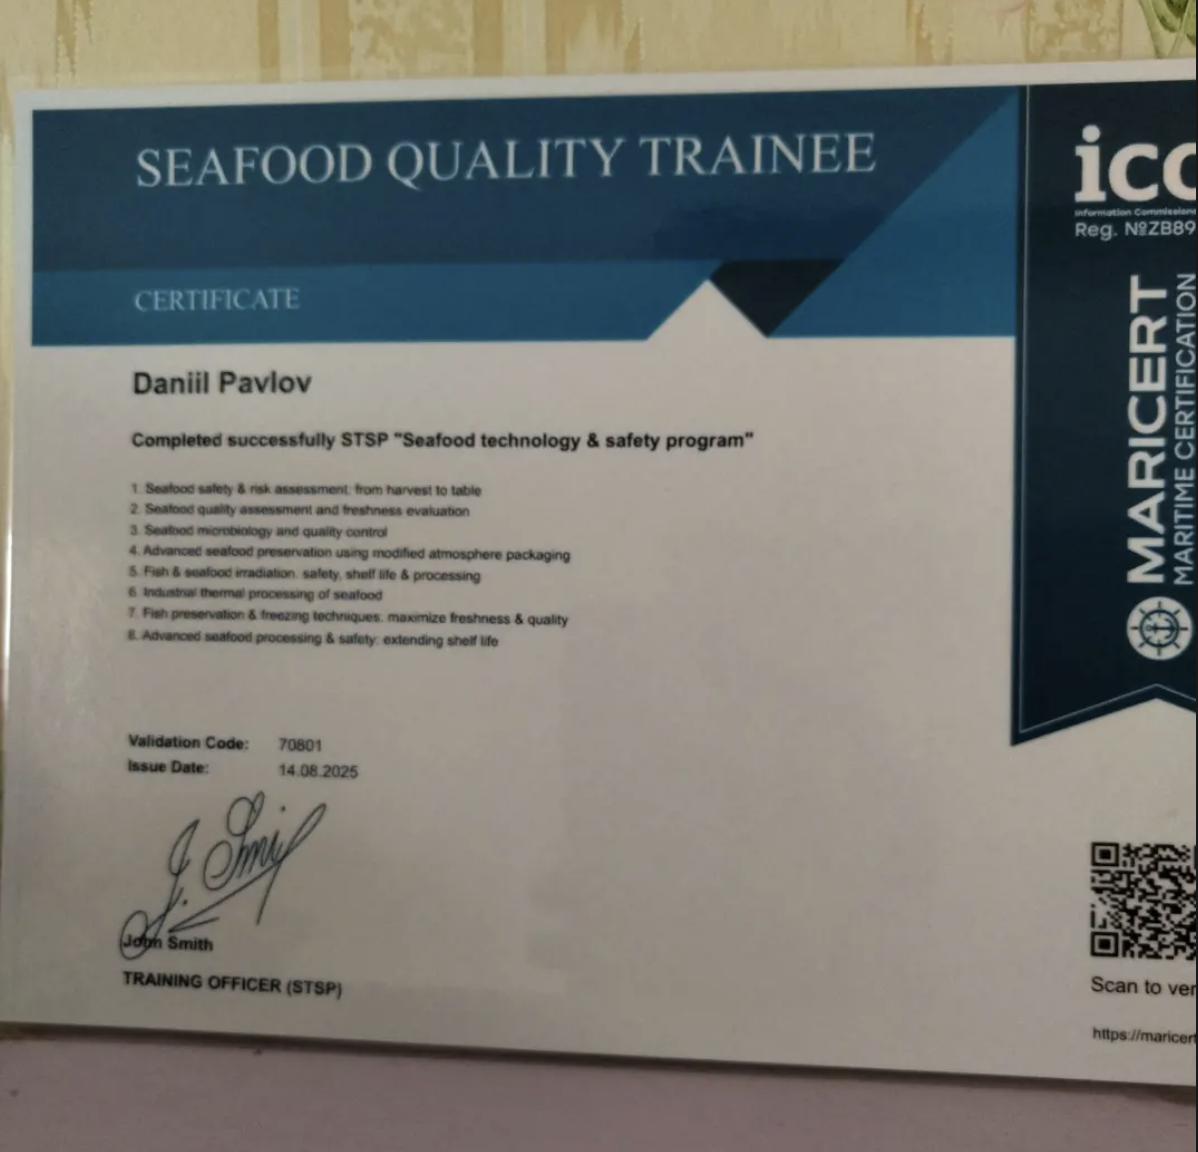 SEAFOOD QUALITY TRAINEE
CERTIFICATE
Daniil Pavlov
Completed successfully STSP "Seafood technology & safety program"
1. Seafood safety & risk assessment: from harvest to table
2. Seafood quality assessment and freshness evaluation
3. Seafood microbiology and quality control
4. Advanced seafood preservation using modified atmosphere packaging
5. Fish & seafood irradiation: safety, shelf life & processing
6. Industrial thermal processing of seafood
7. Fish preservation & freezing techniques: maximize freshness & quality
8. Advanced seafood processing & safety: extending shelf life
Validation Code: 70801
Issue Date: 14.08.2025
J. Smi
John Smith
TRAINING OFFICER (STSP)
ico
Information Commissions
Reg. №ZB89
MARICERT
MARITIME CERTIFICATION
Scan to ver
https://maricert